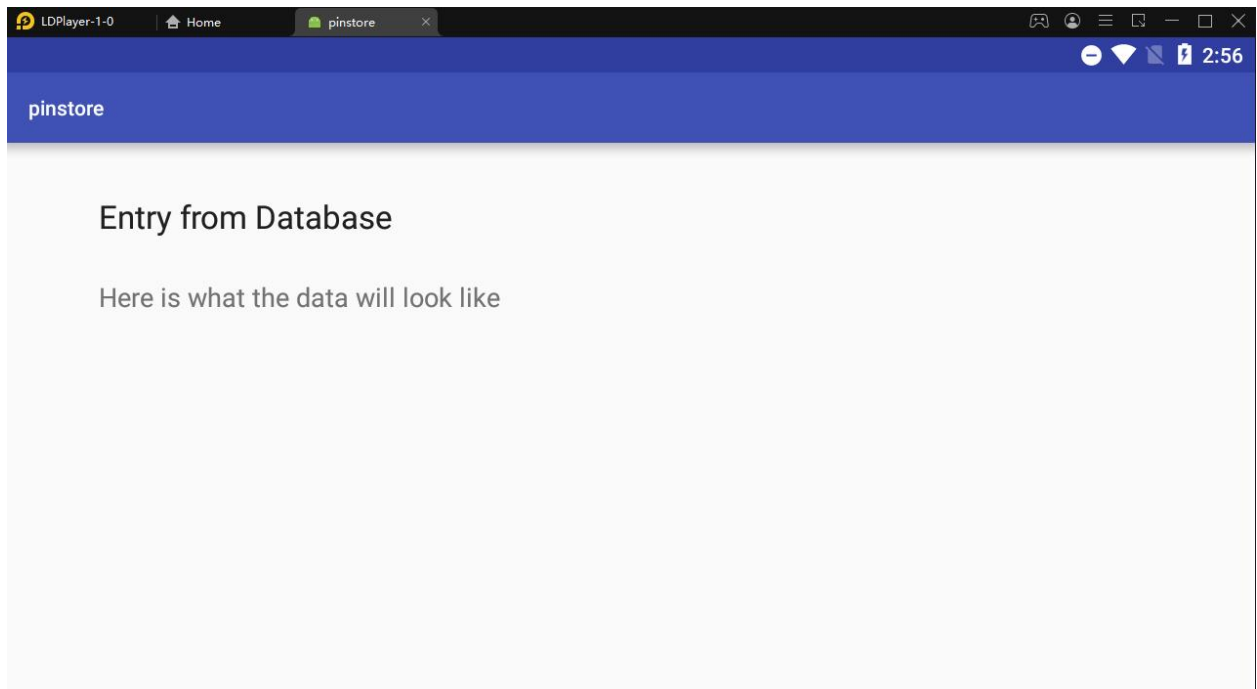 LDPlayer-1-0 Home pinstore
2:56
pinstore
Entry from Database
Here is what the data will look like